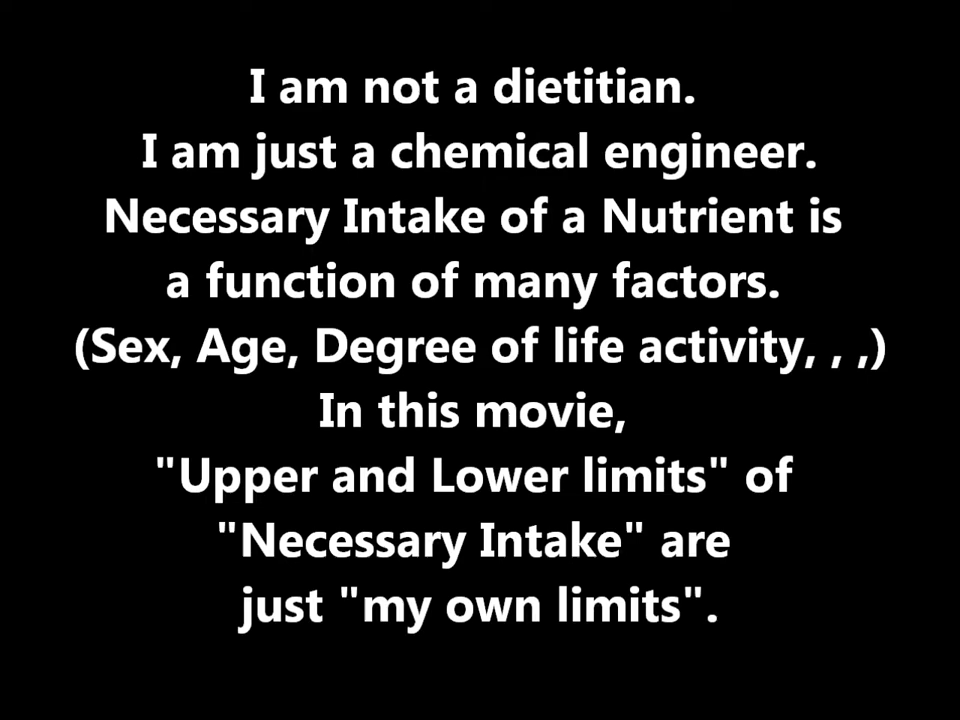 I am not a dietitian.
I am just a chemical engineer.
Necessary Intake of a Nutrient is
a function of many factors.
(Sex, Age, Degree of life activity, , ,)
In this movie,
"Upper and Lower limits" of
"Necessary Intake" are
just "my own limits".